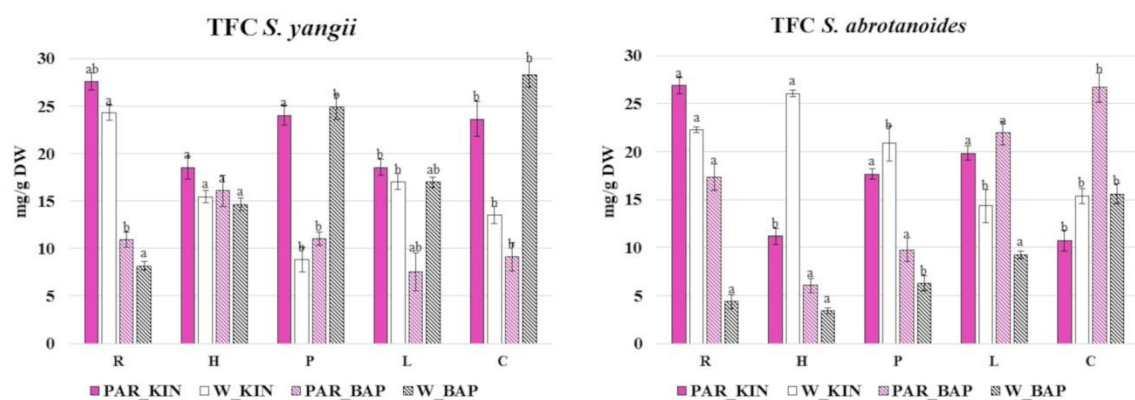 TFC S. yangii
mg/g DW
30
25
20
15
10
5
0
ab
a
b
b
a
a
a
a
a
b
b
b
b
b
ab
ab
b
b
b
b
R H P L C
PAR_KIN W_KIN PAR_BAP W_BAP
TFC S. abrotanoides
mg/g DW
30
25
20
15
10
5
0
a
a
a
a
b
a
b
a
a
b
a
b
a
b
a
a
b
b
b
b
R H P L C
PAR_KIN W_KIN PAR_BAP W_BAP